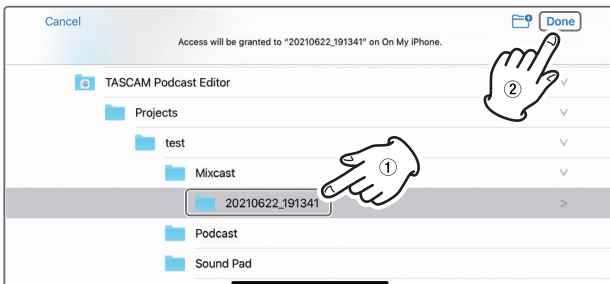 Cancel
Done
Access will be granted to “20210622_191341” on On My iPhone.
TASCAM Podcast Editor
②
Projects
test
Mixcast
①
20210622_191341
Podcast
Sound Pad